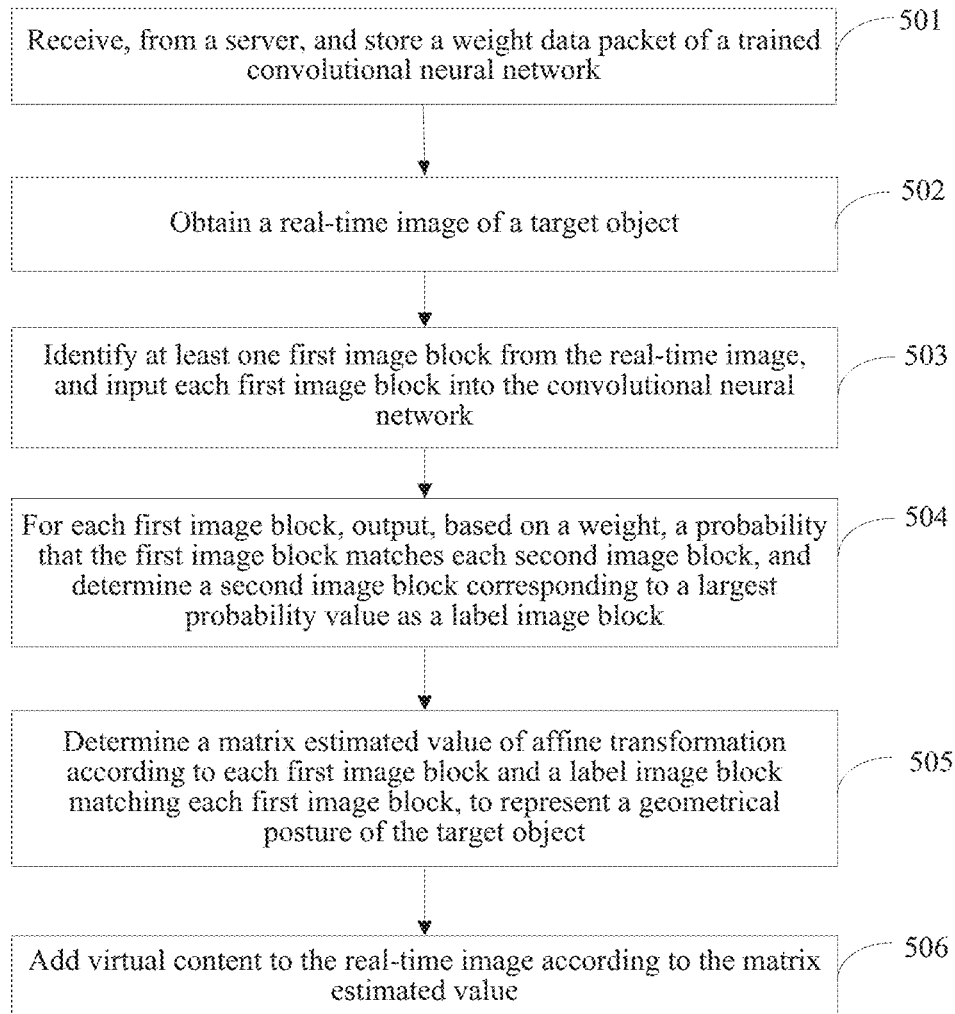 Receive, from a server, and store a weight data packet of a trained
convolutional neural network
501
Obtain a real-time image of a target object
502
Identify at least one first image block from the real-time image,
and input each first image block into the convolutional neural
network
503
For each first image block, output, based on a weight, a probability
that the first image block matches each second image block, and
determine a second image block corresponding to a largest
probability value as a label image block
504
Determine a matrix estimated value of affine transformation
according to each first image block and a label image block
matching each first image block, to represent a geometrical
posture of the target object
505
Add virtual content to the real-time image according to the matrix
estimated value
506